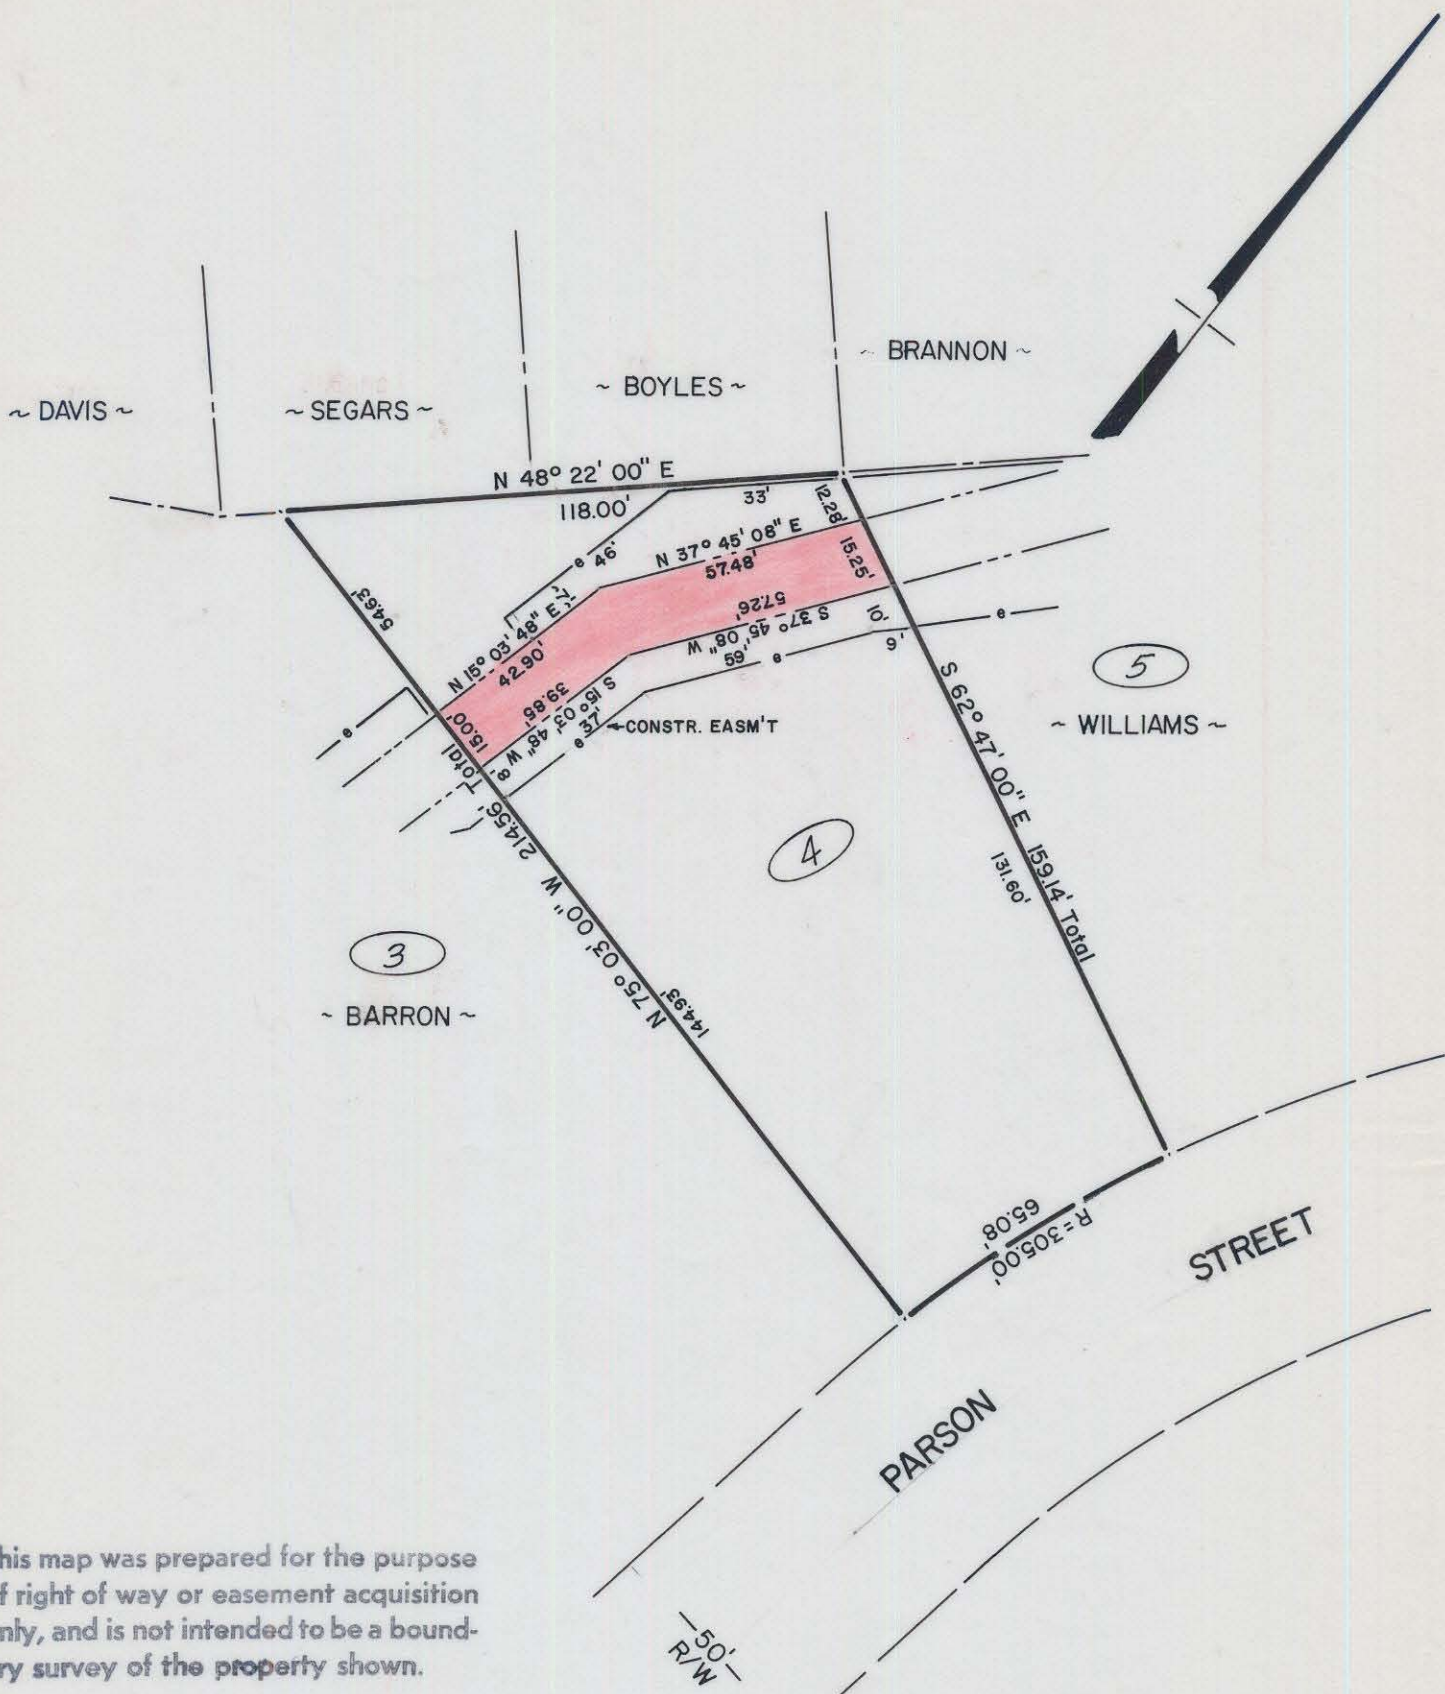 ~ BRANNON ~
~ BOYLES ~
~ DAVIS ~
~ SEGARS ~
N 48° 22' 00" E
118.00'
33'
12.28'
46'
e
N 37° 45' 08" E
57.48'
15.25'
7'
54.63'
N 15° 03' 48" E
42.90'
57.26'
S 37° 45' 08" W
10'
9'
e
69'
e
39.85'
S 15° 03' 48" W
15.00'
37'
e
CONSTR. EASM'T
8'
e
5
~ WILLIAMS ~
S 62° 47' 00" E 159.14' Total
131.60'
4
N 75° 03' 00" W 214.56' Total
144.93'
3
~ BARRON ~
65.08'
R = 305.00'
PARSON STREET
50'
R/W
his map was prepared for the purpose
f right of way or easement acquisition
nly, and is not intended to be a bound-
ry survey of the property shown.